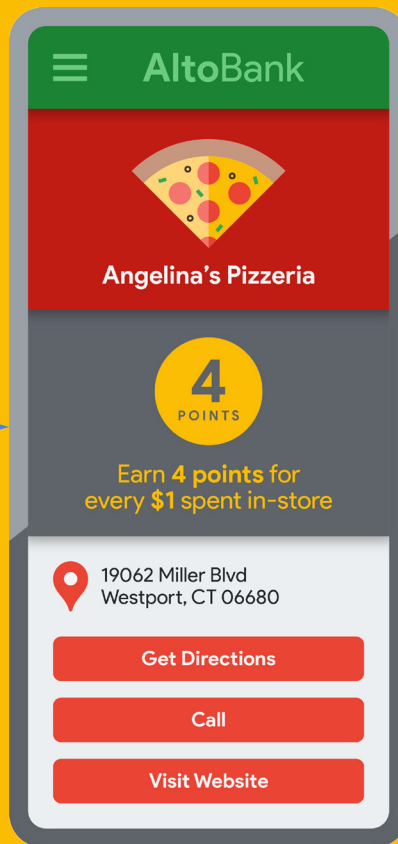 AltoBank
Angelina's Pizzeria
4
POINTS
Earn 4 points for
every $1 spent in-store
19062 Miller Blvd
Westport, CT 06680
Get Directions
Call
Visit Website